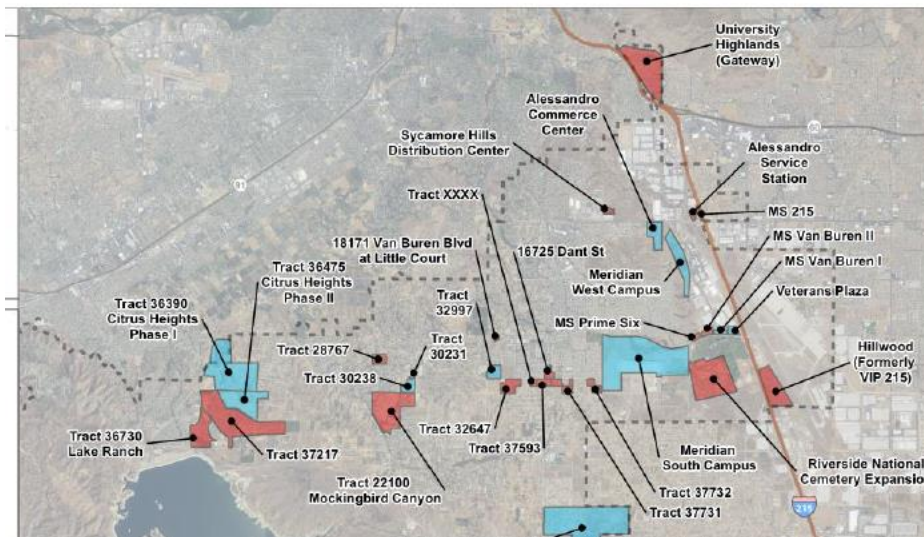 University
Highlands
(Gateway)
Alessandro
Commerce
Center
Sycamore Hills
Distribution Center
Alessandro
Service
Station
Tract XXXX
MS 215
18171 Van Buren Blvd
at Little Court
16725 Dant St
MS Van Buren II
Meridian
West Campus
MS Van Buren I
Tract 36475
Citrus Heights
Phase II
Tract
32997
Veterans Plaza
Tract 36390
Citrus Heights
Phase I
MS Prime Six
Tract
30231
Tract 28767
Hillwood
(Formerly
VIP 215)
Tract 30238
Tract 32647
Tract 37593
Meridian
South Campus
Tract 36730
Lake Ranch
Tract 37217
Riverside National
Cemetery Expansion
Tract 22100
Mockingbird Canyon
Tract 37732
Tract 37731
215
91